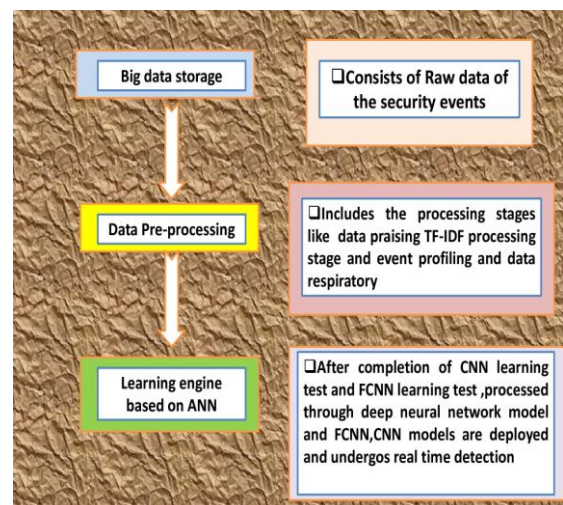 Big data storage
❑Consists of Raw data of
the security events
Data Pre-processing
❑Includes the processing stages
like data praising TF-IDF processing
stage and event profiling and data
respiratory
Learning engine
based on ANN
❑After completion of CNN learning
test and FCNN learning test ,processed
through deep neural network model
and FCNN,CNN models are deployed
and undergos real time detection